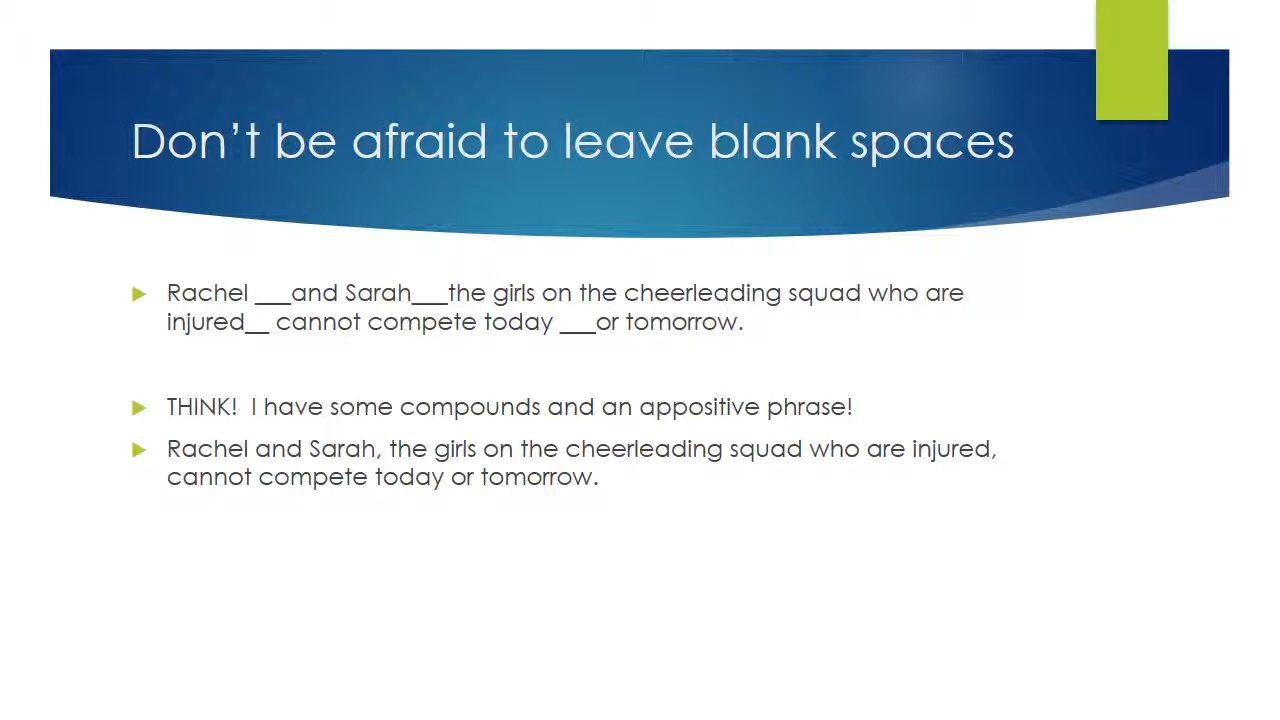 Don’t be afraid to leave blank spaces
Rachel ___and Sarah___the girls on the cheerleading squad who are
injured__ cannot compete today ___or tomorrow.
THINK!  I have some compounds and an appositive phrase!
Rachel and Sarah, the girls on the cheerleading squad who are injured,
cannot compete today or tomorrow.